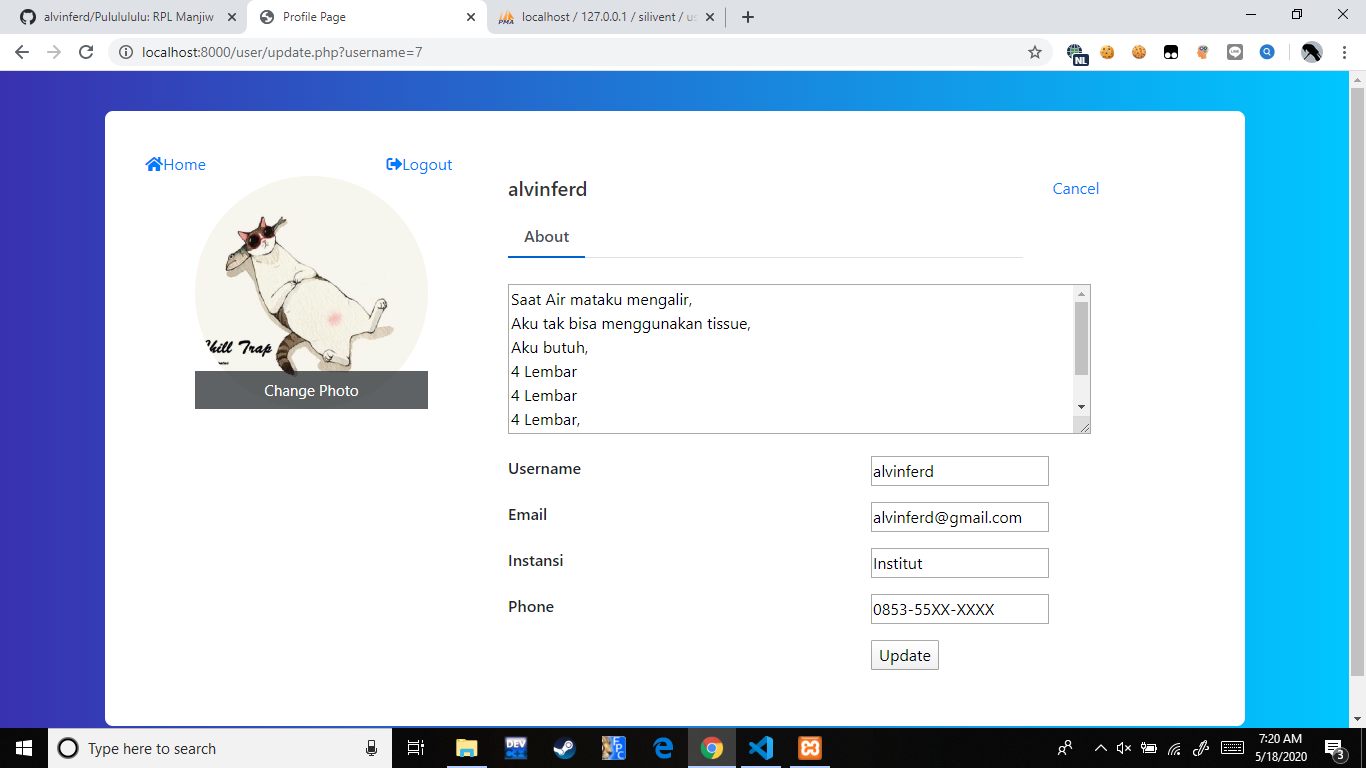 alvinferd/Pulululu: RPL Manjiw
Profile Page
localhost / 127.0.0.1 / silivent / us
localhost:8000/user/update.php?username=7
NL
Home
Logout
alvinferd
Cancel
About
Chill Trap
Change Photo
Saat Air mataku mengalir,
Aku tak bisa menggunakan tissue,
Aku butuh,
4 Lembar
4 Lembar
4 Lembar,
Username
alvinferd
Email
alvinferd@gmail.com
Instansi
Institut
Phone
0853-55XX-XXXX
Update
Type here to search
DEV
FPC
7:20 AM
5/18/2020
3